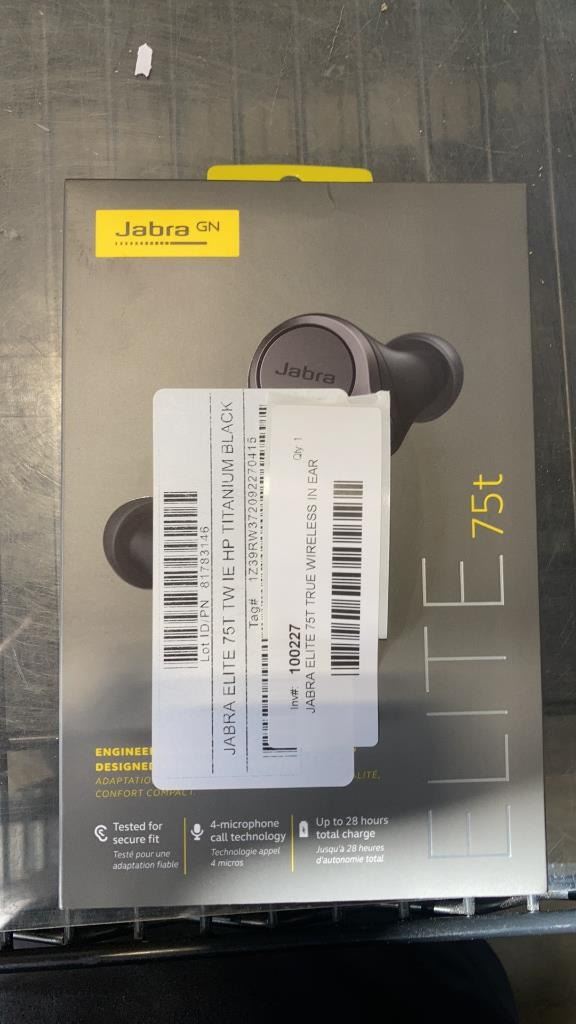 Jabra GN
Jabra
Lot ID/PN 81783146
JABRA ELITE 75T TW IE HP TITANIUM BLACK
Tag# 1Z39RW372092270415
Inv#: 100227
JABRA ELITE 75T TRUE WIRELESS IN EAR
Qty: 1
ELITE 75t
ENGINEE
DESIGNE
ADAPTATIO
ALITÉ,
CONFORT COMPACT.
Tested for
secure fit
Testé pour une
adaptation fiable
4-microphone
call technology
Technologie appel
4 micros
Up to 28 hours
total charge
Jusqu'à 28 heures
d'autonomie total